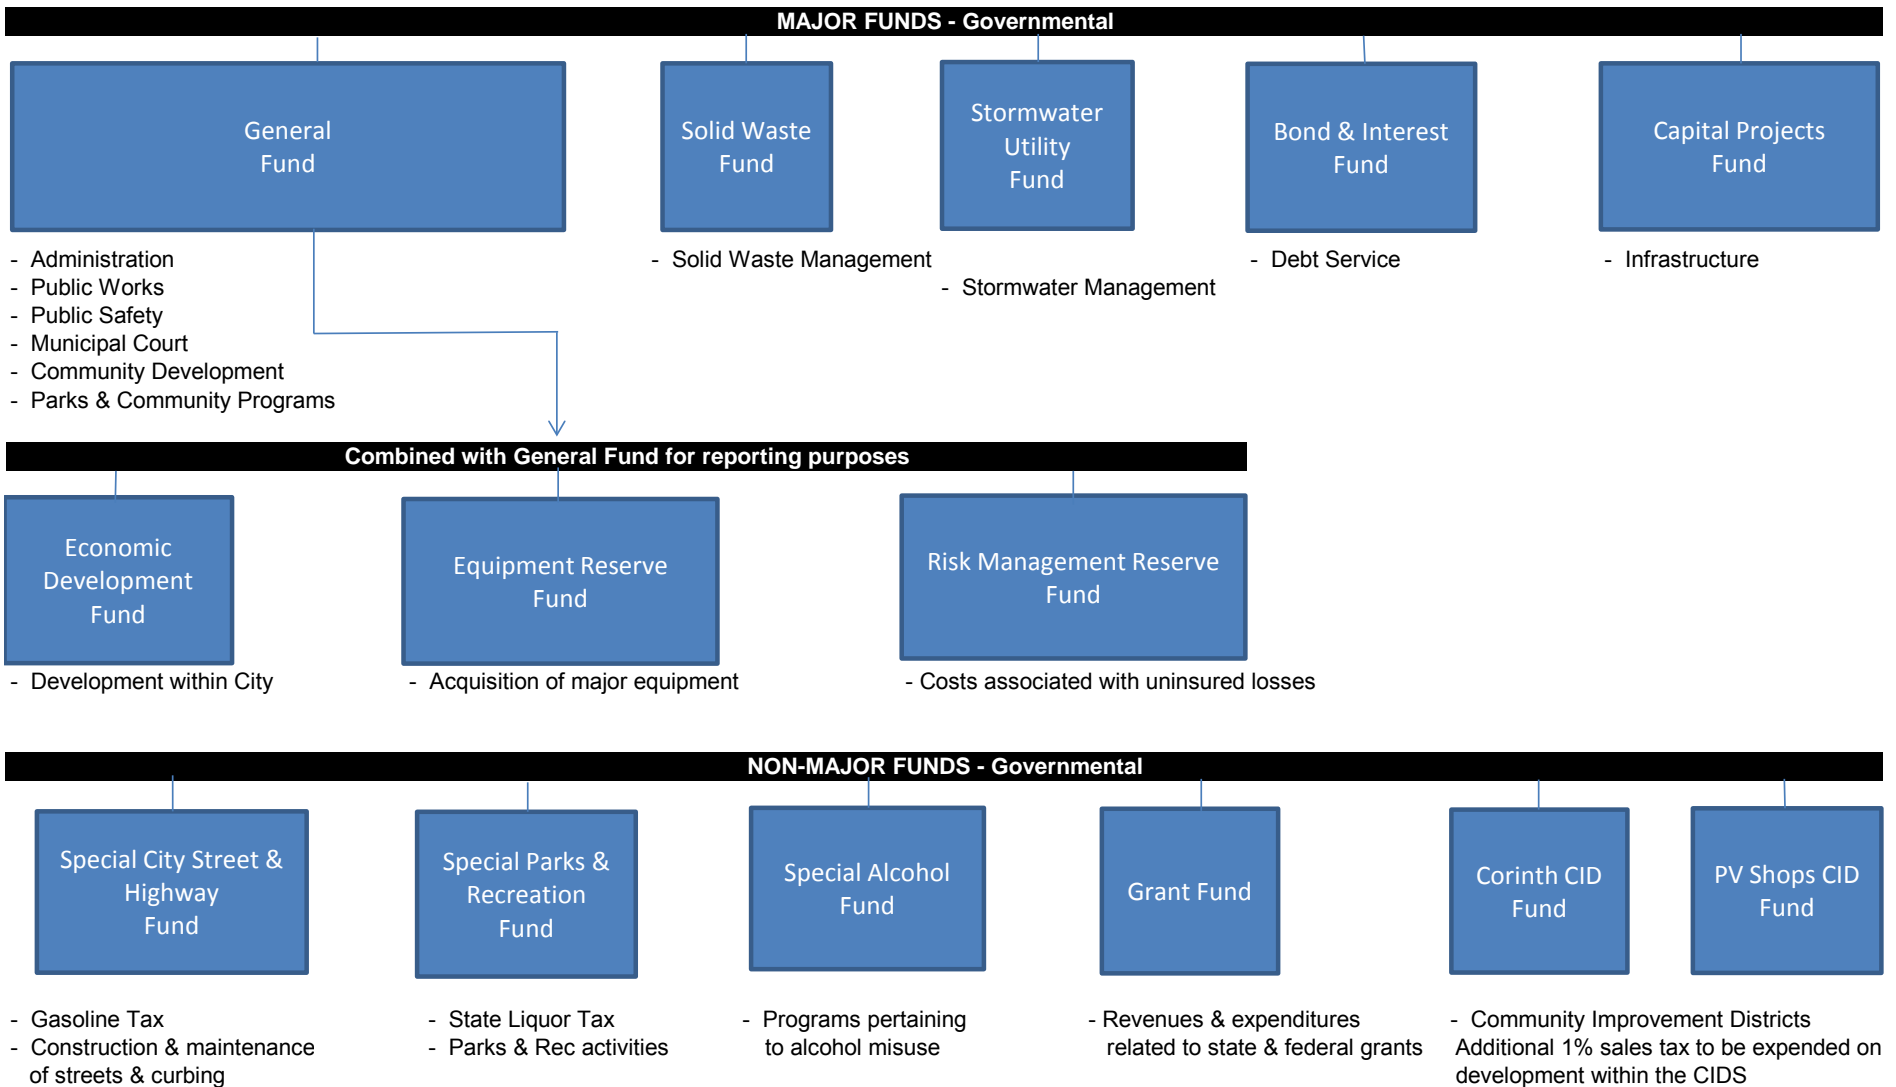 MAJOR FUNDS - Governmental
General
Fund
Solid Waste
Fund
Stormwater
Utility
Fund
Bond & Interest
Fund
Capital Projects
Fund
- Administration
- Public Works
- Public Safety
- Municipal Court
- Community Development
- Parks & Community Programs
- Solid Waste Management
- Stormwater Management
- Debt Service
- Infrastructure
Combined with General Fund for reporting purposes
Economic
Development
Fund
Equipment Reserve
Fund
Risk Management Reserve
Fund
- Development within City
- Acquisition of major equipment
- Costs associated with uninsured losses
NON-MAJOR FUNDS - Governmental
Special City Street &
Highway
Fund
Special Parks &
Recreation
Fund
Special Alcohol
Fund
Grant Fund
Corinth CID
Fund
PV Shops CID
Fund
- Gasoline Tax
- Construction & maintenance
of streets & curbing
- State Liquor Tax
- Parks & Rec activities
- Programs pertaining
to alcohol misuse
- Revenues & expenditures
related to state & federal grants
- Community Improvement Districts
Additional 1% sales tax to be expended on
development within the CIDS